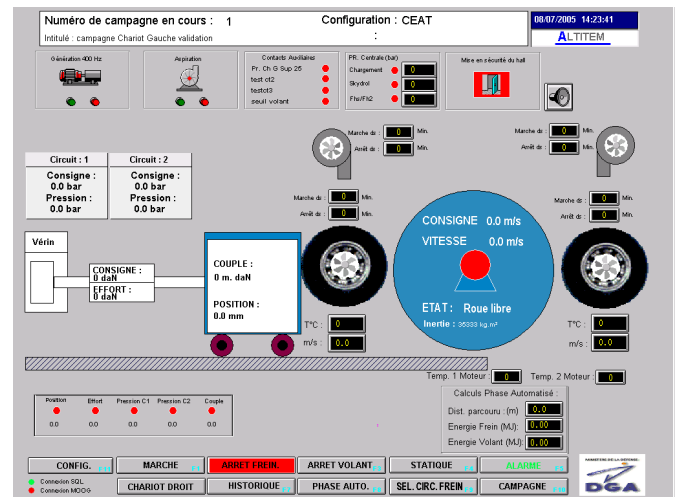 Numéro de campagne en cours : 1
Configuration : CEAT
08/07/2005 14:23:41
Intitulé : campagne Chariot Gauche validation
:
ALTITEM
Génération 400 Hz
Aspiration
Contacts Auxiliaires
Pr. Ch G Sup 25
test ct2
testct3
seuil volant
PR. Centrale (bar)
Chargement 0
Skydrol 0
Fhs/Fh2 0
Mise en sécurité du hall
Marche ds : 0 Min.
Arrêt ds : 0 Min.
Marche ds : 0 Min.
Arrêt ds : 0 Min.
Circuit : 1
Consigne :
0.0 bar
Pression :
0.0 bar
Circuit : 2
Consigne :
0.0 bar
Pression :
0.0 bar
Marche ds : 0 Min.
Arrêt ds : 0 Min.
Marche ds : 0 Min.
Arrêt ds : 0 Min.
CONSIGNE 0.0 m/s
VITESSE 0.0 m/s
ETAT : Roue libre
Inertie : 35333 kg.m²
Vérin
CONSIGNE :
0 daN
EFFORT :
0 daN
COUPLE :
0 m. daN
POSITION :
0.0 mm
T°C : 0
m/s : 0.0
T°C : 0
m/s : 0.0
Temp. 1 Moteur : 0
Temp. 2 Moteur : 0
Position Effort Pression C1 Pression C2 Couple
0.0 0.0 0.0 0.0 0.0
Calculs Phase Automatisé :
Dist. parcouru : (m) 0.0
Energie Frein (MJ): 0.00
Energie Volant (MJ): 0.00
CONFIG. MARCHE ARRET FREIN. ARRET VOLANT STATIQUE ALARME
Connexion SQL
Connexion MOOG
CHARIOT DROIT HISTORIQUE PHASE AUTO. SEL. CIRC. FREIN CAMPAGNE
MINISTERE DE LA DEFENSE
DGA